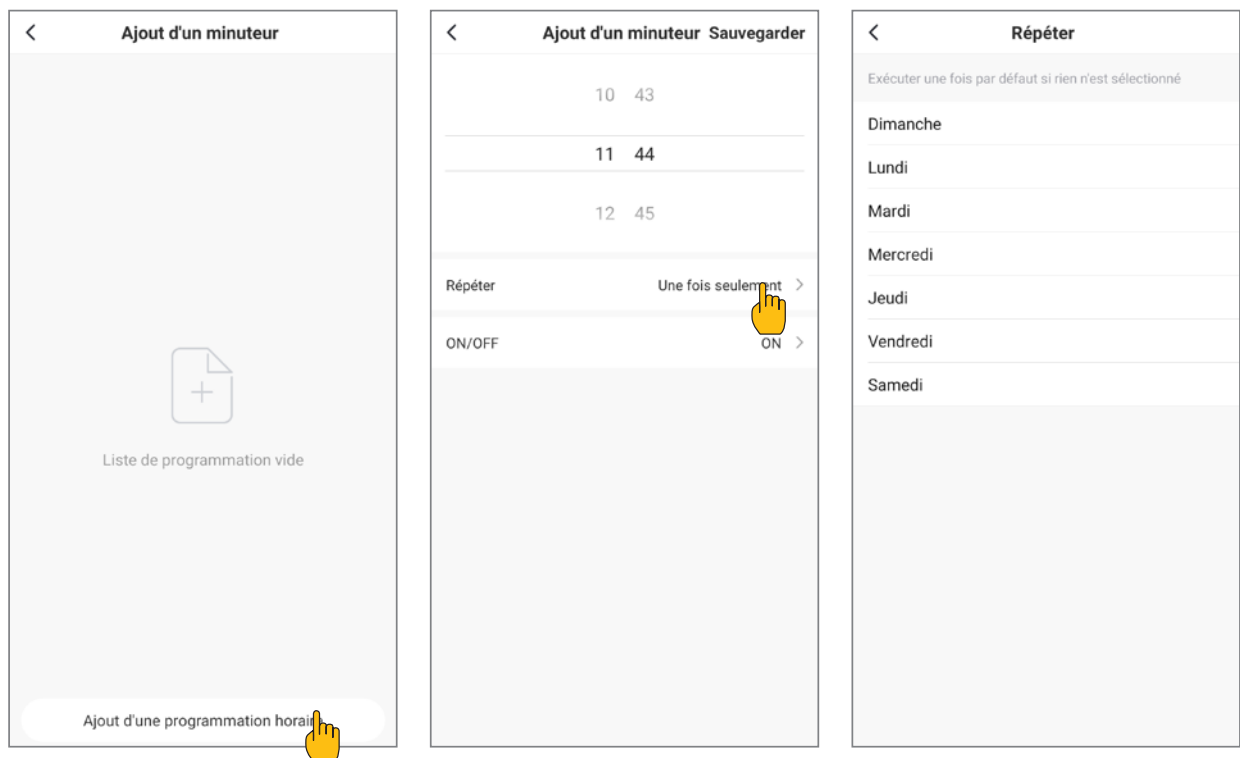 Ajout d'un minuteur
Liste de programmation vide
Ajout d'une programmation horaire
Ajout d'un minuteur Sauvegarder
10 43
11 44
12 45
Répéter Une fois seulement
ON/OFF ON
Répéter
Exécuter une fois par défaut si rien n'est sélectionné
Dimanche
Lundi
Mardi
Mercredi
Jeudi
Vendredi
Samedi